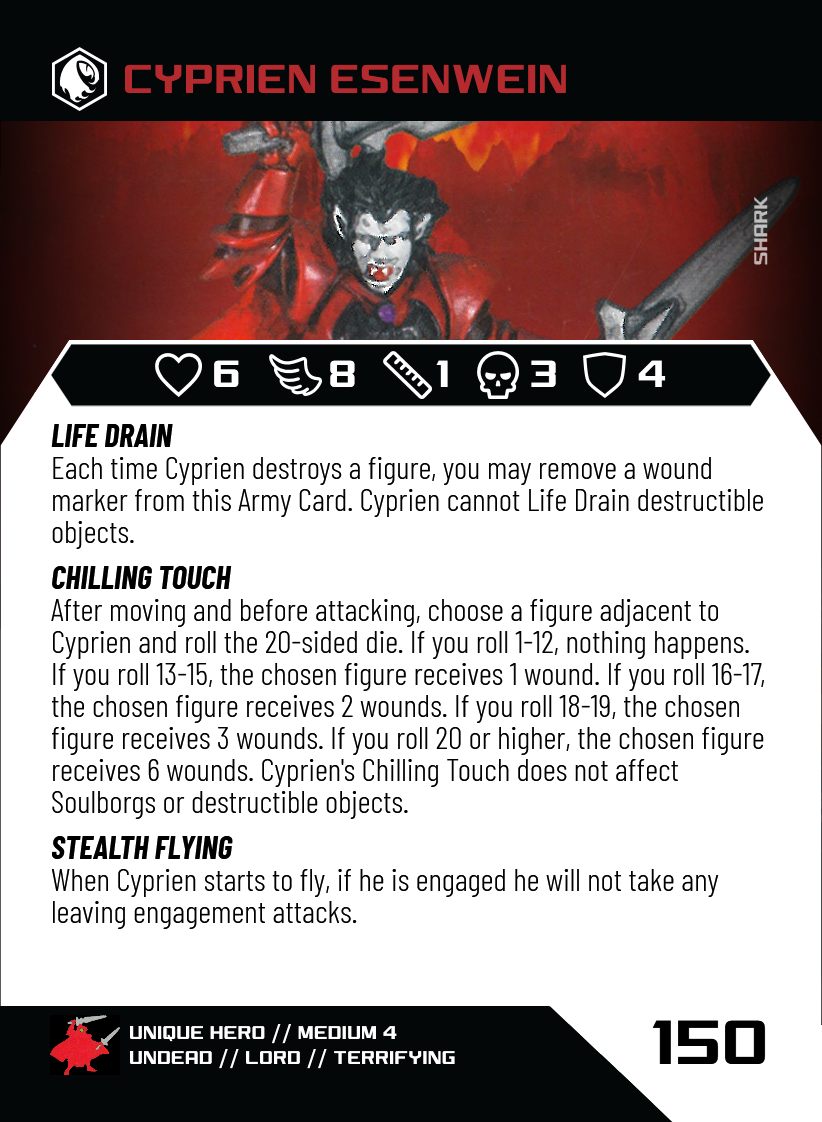 CYPRIEN ESENWEIN
SHARK
6 8 1 3 4
LIFE DRAIN
Each time Cyprien destroys a figure, you may remove a wound
marker from this Army Card. Cyprien cannot Life Drain destructible
objects.
CHILLING TOUCH
After moving and before attacking, choose a figure adjacent to
Cyprien and roll the 20-sided die. If you roll 1-12, nothing happens.
If you roll 13-15, the chosen figure receives 1 wound. If you roll 16-17,
the chosen figure receives 2 wounds. If you roll 18-19, the chosen
figure receives 3 wounds. If you roll 20 or higher, the chosen figure
receives 6 wounds. Cyprien's Chilling Touch does not affect
Soulborgs or destructible objects.
STEALTH FLYING
When Cyprien starts to fly, if he is engaged he will not take any
leaving engagement attacks.
UNIQUE HERO // MEDIUM 4
UNDEAD // LORD // TERRIFYING
150